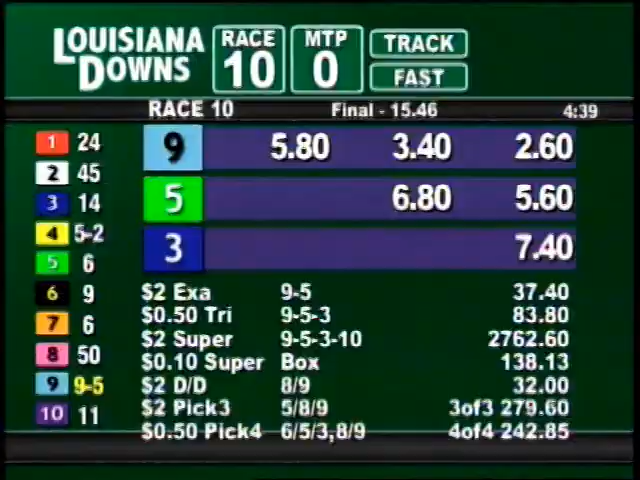 LOUISIANA DOWNS
RACE 10
MTP 0
TRACK
FAST
RACE 10 Final - 15.46 4:39
1 24
2 45
3 14
4 5-2
5 6
6 9
7 6
8 50
9 9-5
10 11
9 5.80 3.40 2.60
5 6.80 5.60
3 7.40
$2 Exa 9-5 37.40
$0.50 Tri 9-5-3 83.80
$2 Super 9-5-3-10 2762.60
$0.10 Super Box 138.13
$2 D/D 8/9 32.00
$2 Pick3 5/8/9 3of3 279.60
$0.50 Pick4 6/5/3,8/9 4of4 242.85